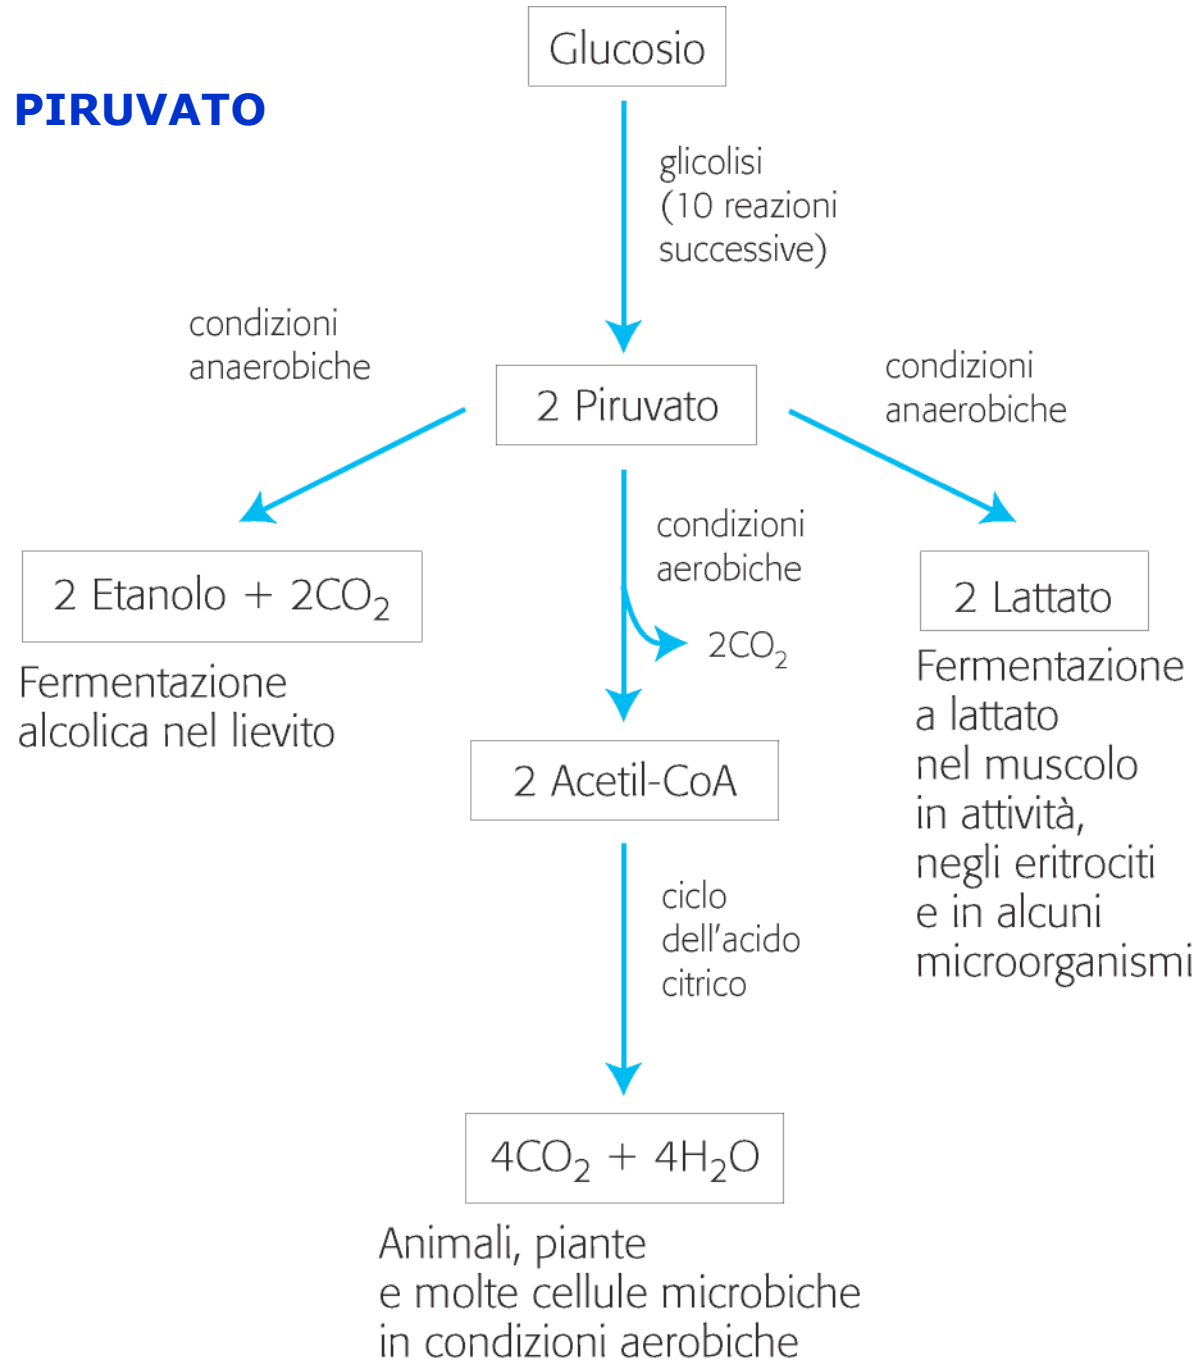 Glucosio
PIRUVATO
glicolisi
(10 reazioni
successive)
condizioni
anaerobiche
condizioni
anaerobiche
2 Piruvato
condizioni
aerobiche
2CO₂
2 Etanolo + 2CO₂
Fermentazione
alcolica nel lievito
2 Lattato
Fermentazione
a lattato
nel muscolo
in attività,
negli eritrociti
e in alcuni
microorganismi
2 Acetil-CoA
ciclo
dell'acido
citrico
4CO₂ + 4H₂O
Animali, piante
e molte cellule microbiche
in condizioni aerobiche